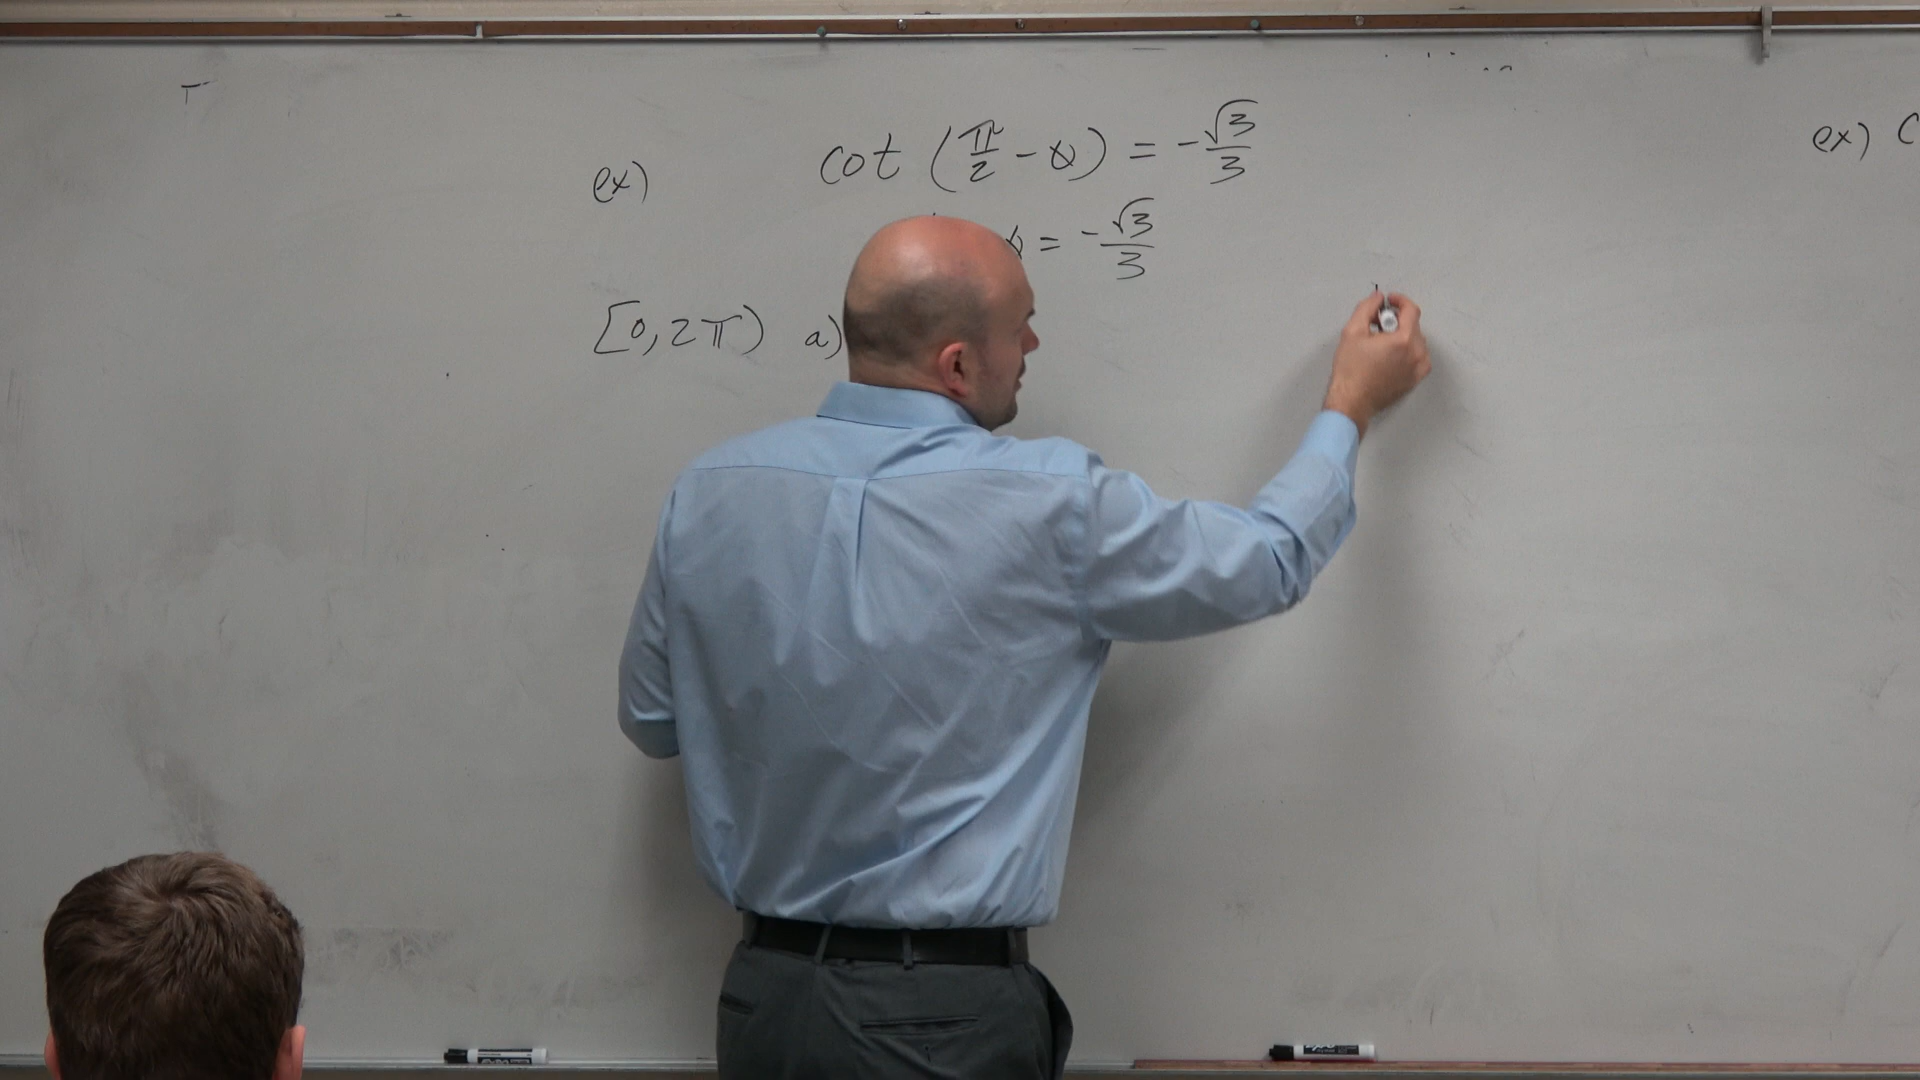 ex) cot (π/2 - θ) = -√3/3
θ = -√3/3
[0, 2π) a)
ex) C